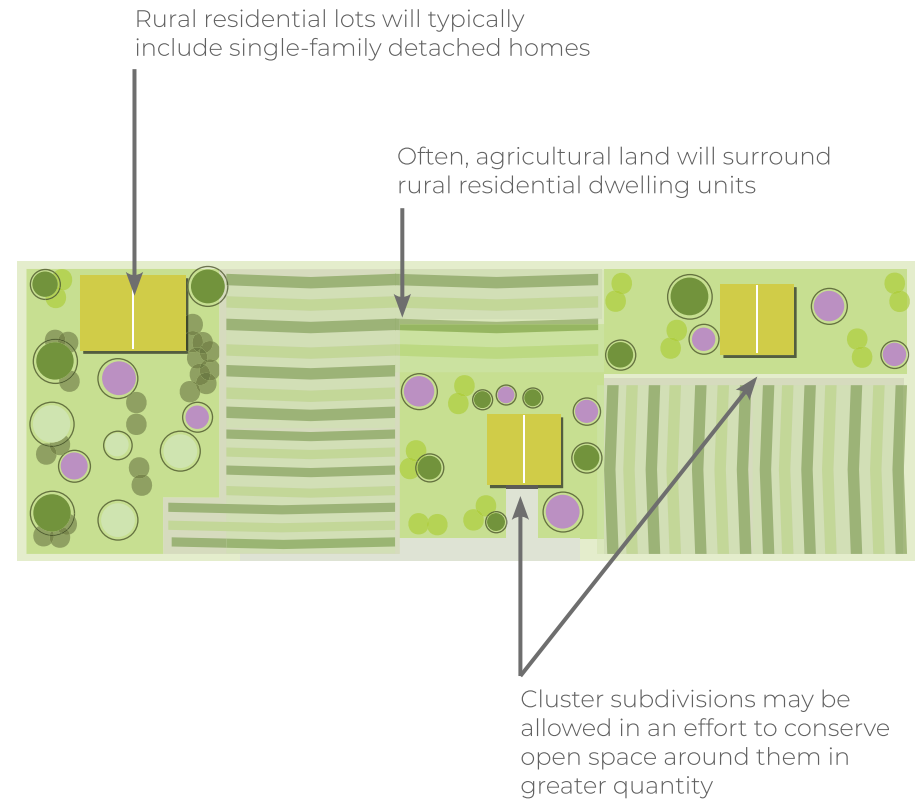 Rural residential lots will typically
include single-family detached homes
Often, agricultural land will surround
rural residential dwelling units
Cluster subdivisions may be
allowed in an effort to conserve
open space around them in
greater quantity